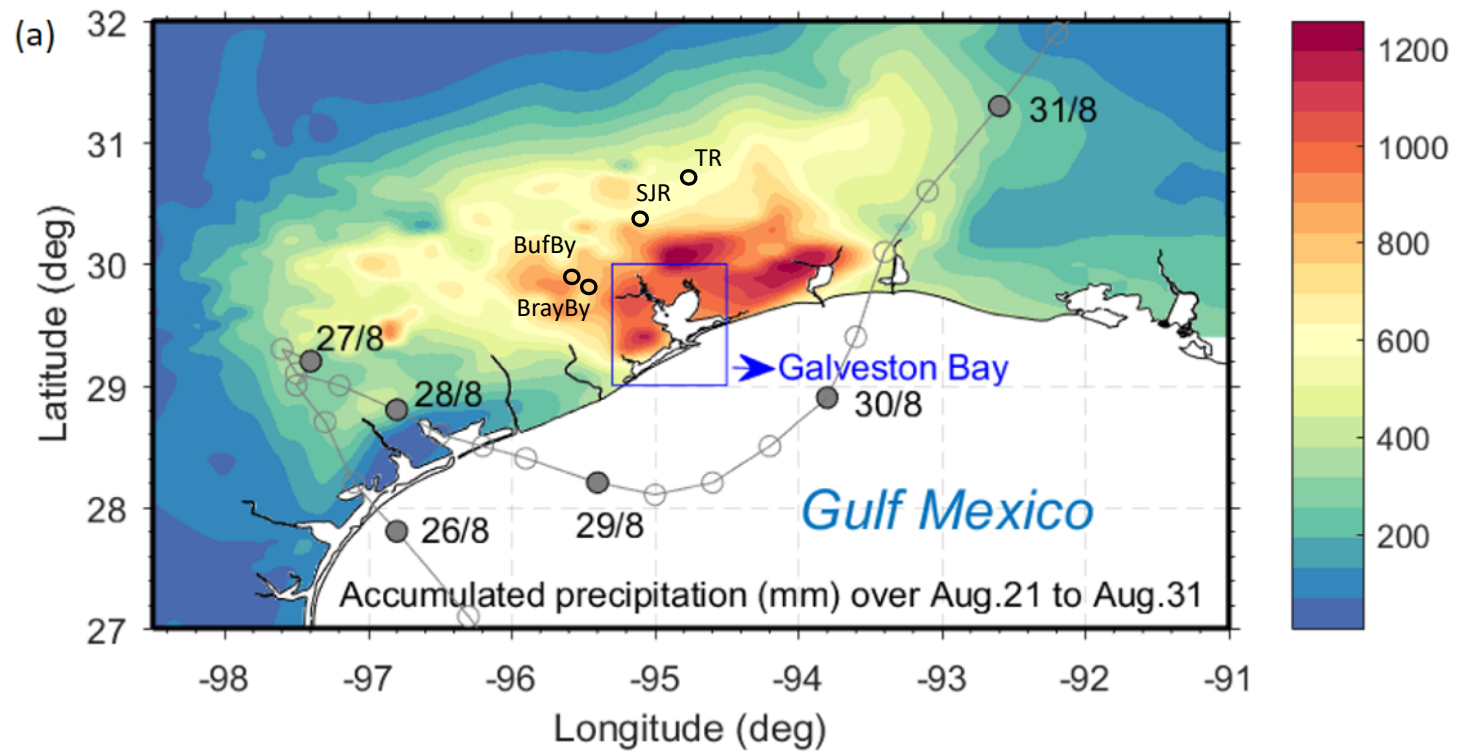 (a)
32
31
30
29
28
27
Latitude (deg)
-98
-97
-96
-95
-94
-93
-92
-91
Longitude (deg)
31/8
TR
SJR
BufBy
BrayBy
27/8
28/8
Galveston Bay
30/8
29/8
26/8
Gulf Mexico
Accumulated precipitation (mm) over Aug.21 to Aug.31
1200
1000
800
600
400
200